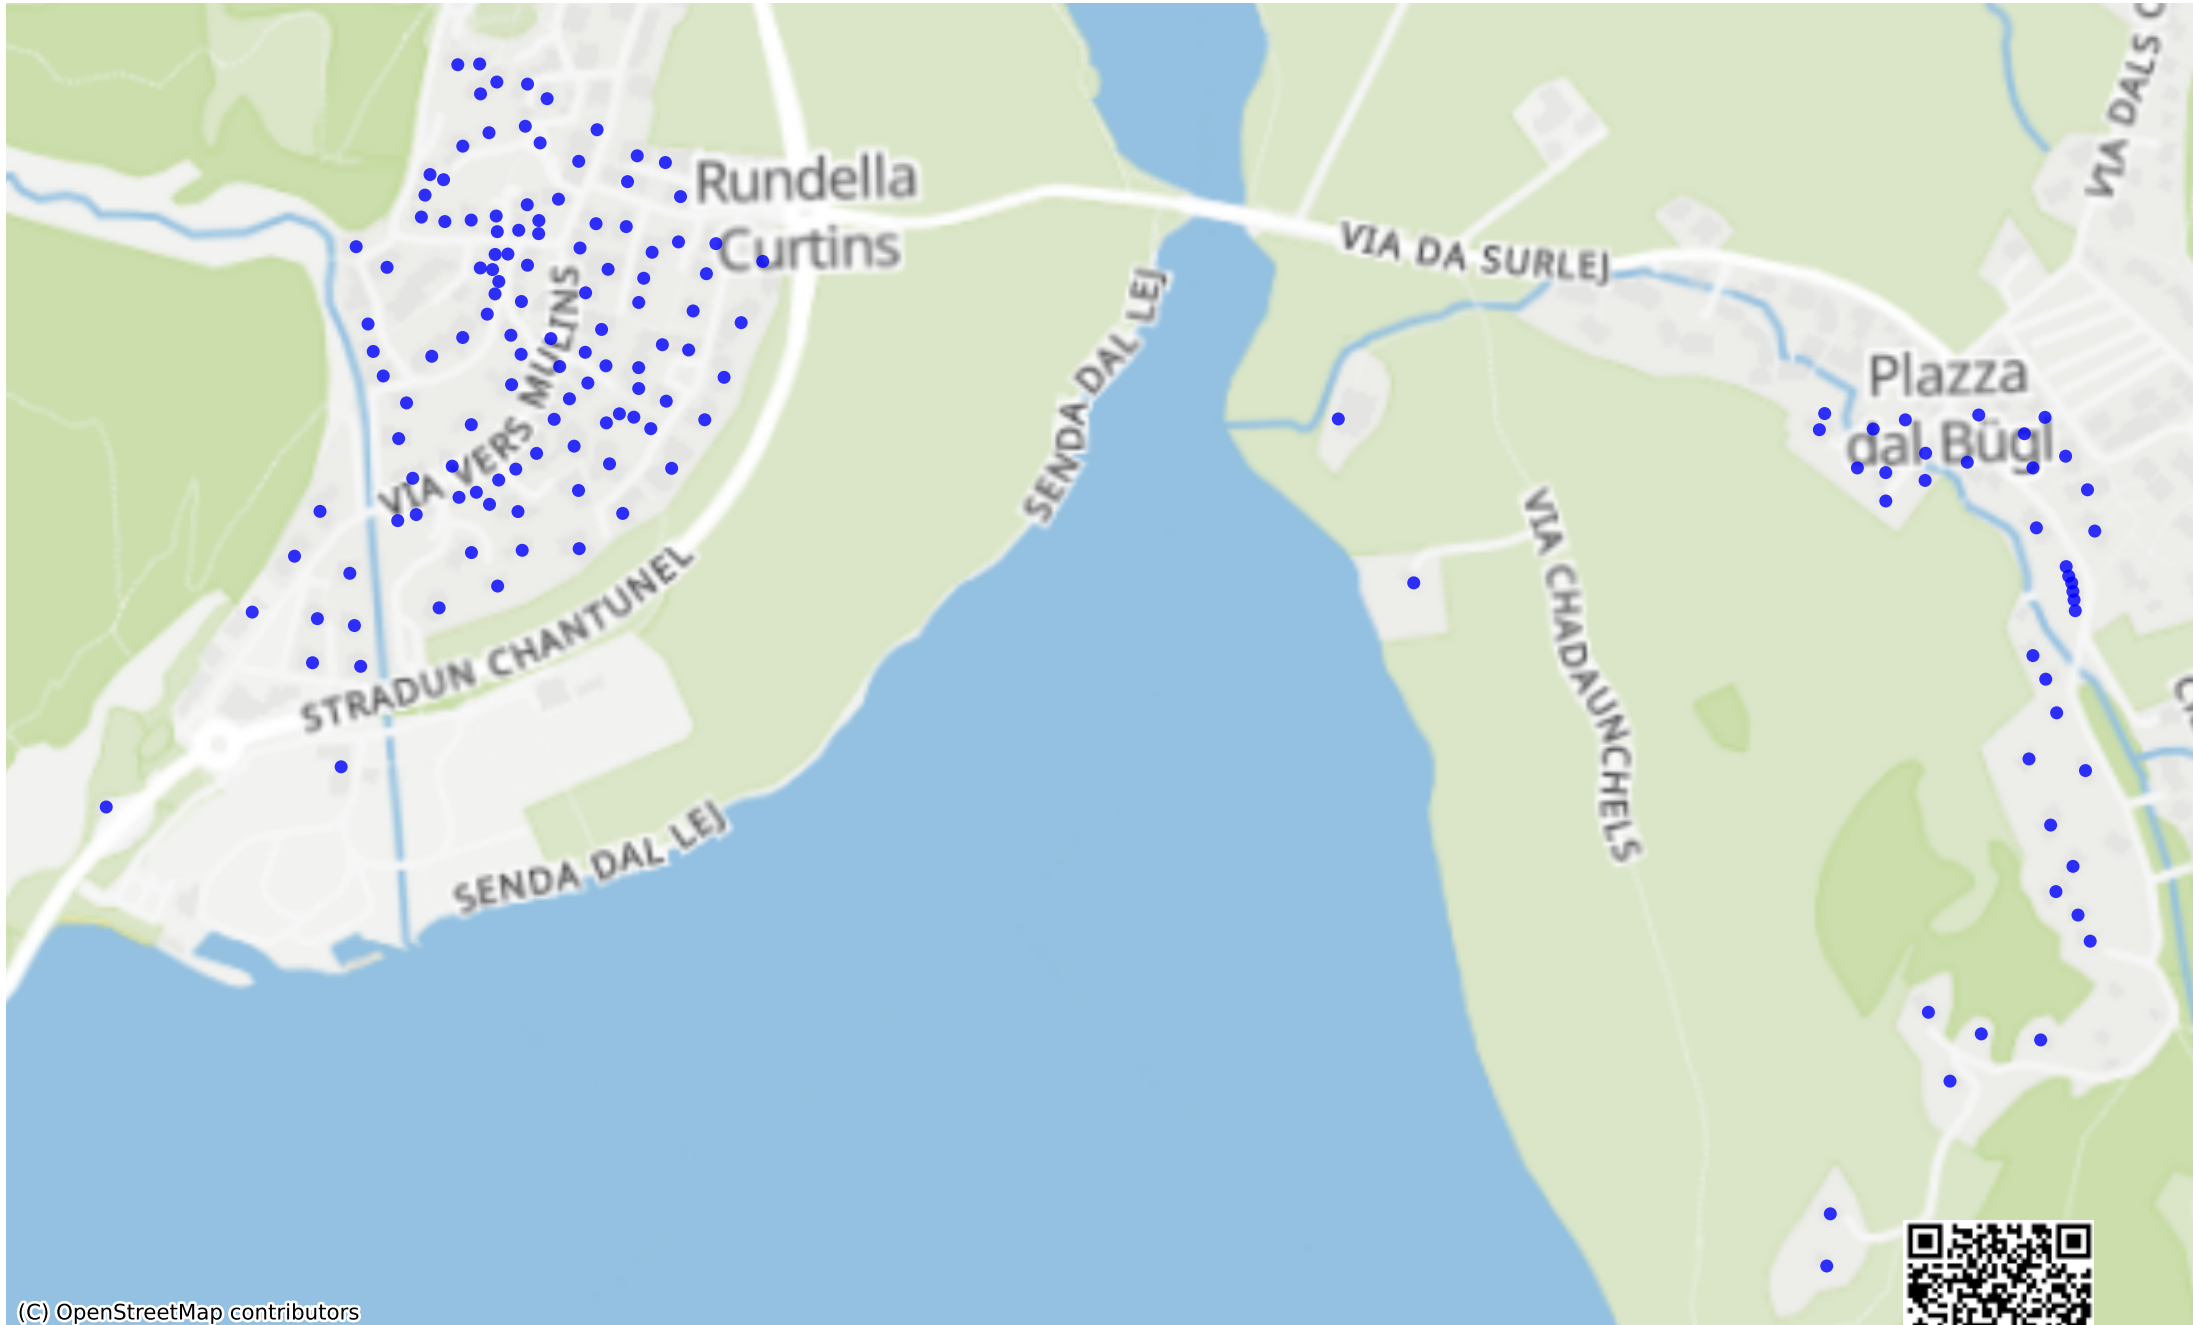 VIA DALS
Rundella
Curtins
VIA DA SURLEJ
SENDA DAL LEJ
VIA VERS MULINS
Plazza
dal Bügl
VIA CHADAUNCHELS
STRADUN CHANTUNEL
SENDA DAL LEJ
(C) OpenStreetMap contributors